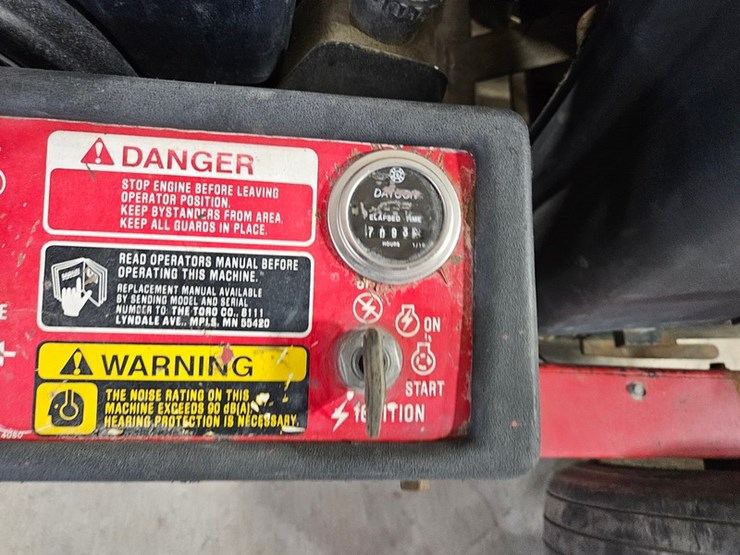 DANGER
STOP ENGINE BEFORE LEAVING
OPERATOR POSITION.
KEEP BYSTANDERS FROM AREA.
KEEP ALL GUARDS IN PLACE.
READ OPERATORS MANUAL BEFORE
OPERATING THIS MACHINE.
REPLACEMENT MANUAL AVAILABLE
BY SENDING MODEL AND SERIAL
NUMBER TO THE TORO CO., 8111
LYNDALE AVE., MPLS. MN 55420
WARNING
THE NOISE RATING ON THIS
MACHINE EXCEEDS 90 dB(A).
HEARING PROTECTION IS NECESSARY.
DATCON
ELAPSED TIME
HOURS 1/10
ON
START
IGNITION